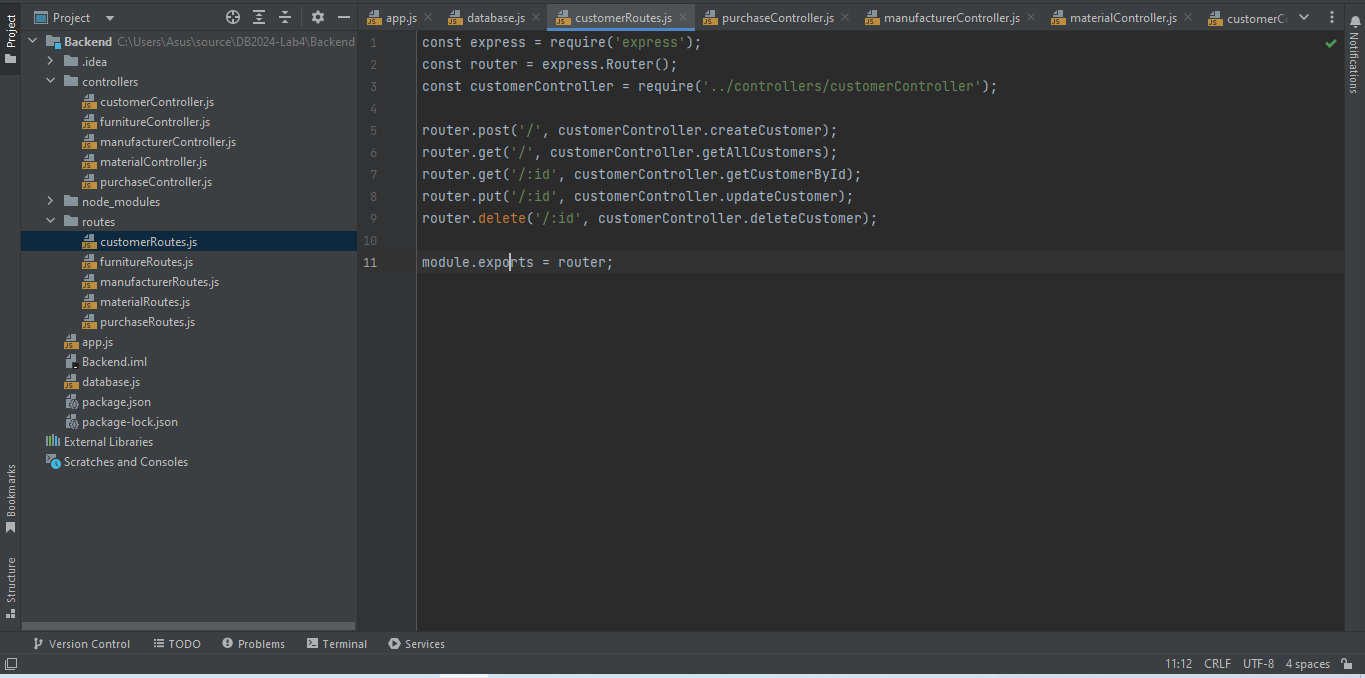 Project
app.js
database.js
customerRoutes.js
purchaseController.js
manufacturerController.js
materialController.js
customerC
Project
Bookmarks
Structure
Notifications
Backend C:\Users\Asus\source\DB2024-Lab4\Backend
.idea
controllers
customerController.js
furnitureController.js
manufacturerController.js
materialController.js
purchaseController.js
node_modules
routes
customerRoutes.js
furnitureRoutes.js
manufacturerRoutes.js
materialRoutes.js
purchaseRoutes.js
app.js
Backend.iml
database.js
package.json
package-lock.json
External Libraries
Scratches and Consoles
1 const express = require('express');
2 const router = express.Router();
3 const customerController = require('../controllers/customerController');
4
5 router.post('/', customerController.createCustomer);
6 router.get('/', customerController.getAllCustomers);
7 router.get('/:id', customerController.getCustomerById);
8 router.put('/:id', customerController.updateCustomer);
9 router.delete('/:id', customerController.deleteCustomer);
10
11 module.exports = router;
Version Control TODO Problems Terminal Services
11:12 CRLF UTF-8 4 spaces